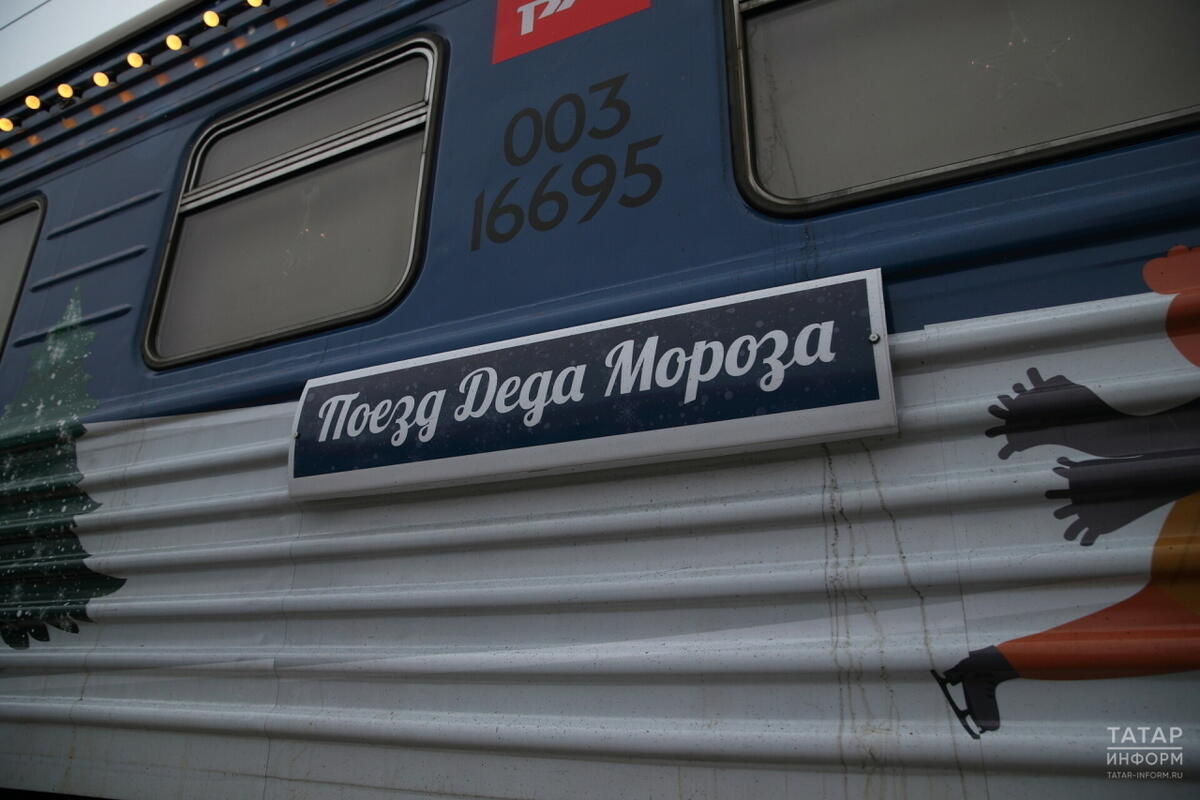 003
16695
Поезд Деда Мороза
ТАТАР
ИНФОРМ
TATAR-INFORM.RU